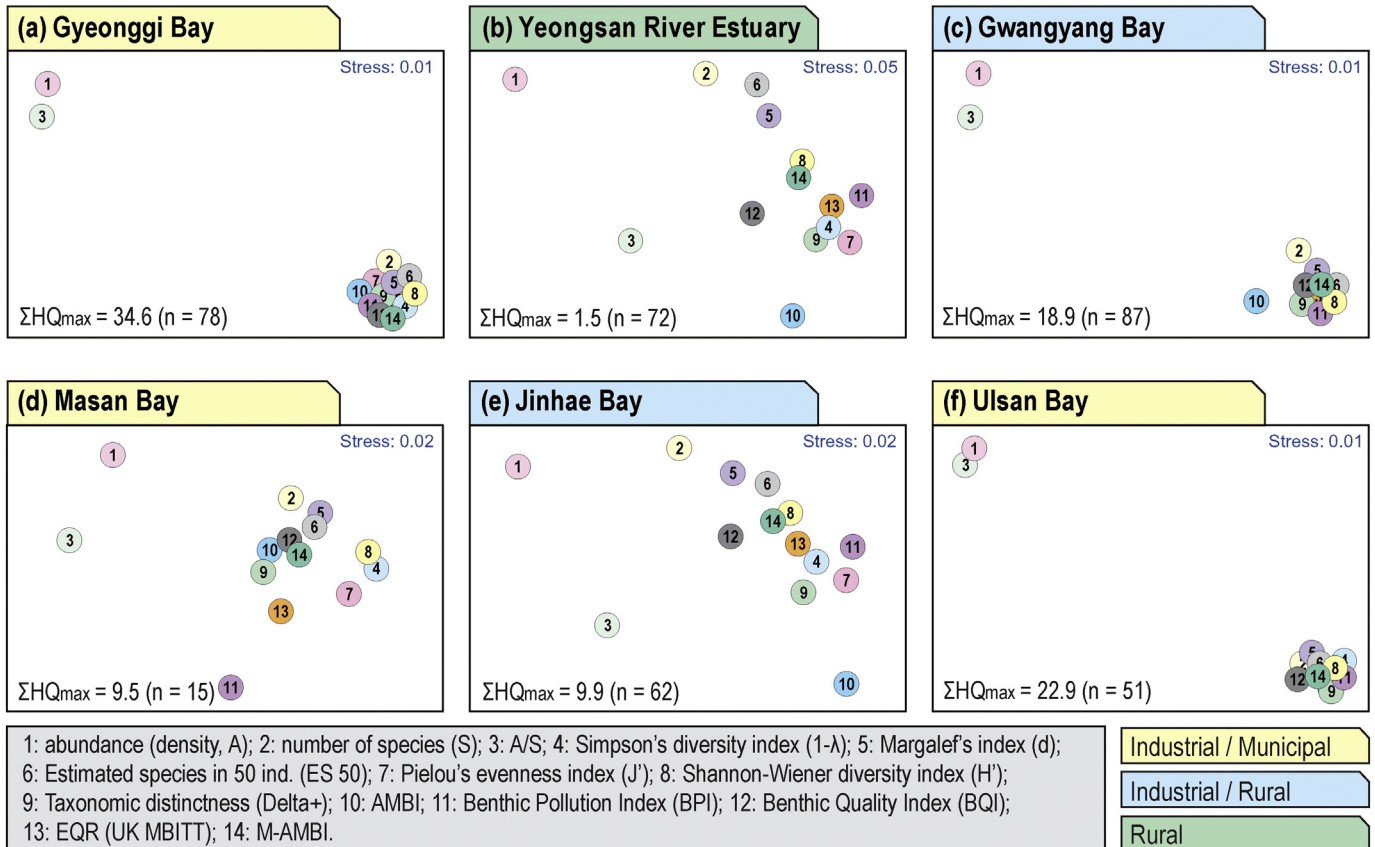 (a) Gyeonggi Bay
Stress: 0.01
1
3
2
7
5
6
10
9
8
4
14
ΣHQmax = 34.6 (n = 78)
(b) Yeongsan River Estuary
Stress: 0.05
1
2
6
5
8
14
11
13
12
4
9
7
3
10
ΣHQmax = 1.5 (n = 72)
(c) Gwangyang Bay
Stress: 0.01
1
3
2
5
12
14
6
10
9
8
11
ΣHQmax = 18.9 (n = 87)
(d) Masan Bay
Stress: 0.02
1
2
5
6
3
12
10
14
8
9
4
7
13
11
ΣHQmax = 9.5 (n = 15)
(e) Jinhae Bay
Stress: 0.02
1
2
5
6
8
14
12
13
11
4
7
9
3
10
ΣHQmax = 9.9 (n = 62)
(f) Ulsan Bay
Stress: 0.01
1
3
5
6
8
12
14
11
9
ΣHQmax = 22.9 (n = 51)
1: abundance (density, A); 2: number of species (S); 3: A/S; 4: Simpson's diversity index (1-λ); 5: Margalef's index (d);
6: Estimated species in 50 ind. (ES 50); 7: Pielou's evenness index (J'); 8: Shannon-Wiener diversity index (H');
9: Taxonomic distinctness (Delta+); 10: AMBI; 11: Benthic Pollution Index (BPI); 12: Benthic Quality Index (BQI);
13: EQR (UK MBITT); 14: M-AMBI.
Industrial / Municipal
Industrial / Rural
Rural